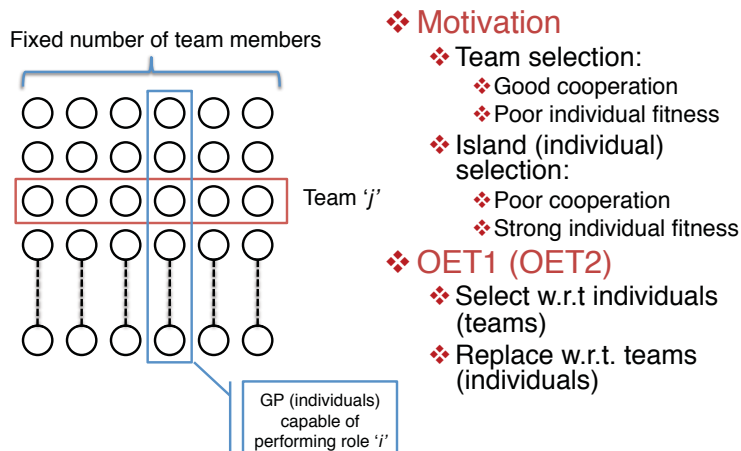 Fixed number of team members
Team ‘j’
GP (individuals)
capable of
performing role ‘i’
❖ Motivation
❖ Team selection:
❖ Good cooperation
❖ Poor individual fitness
❖ Island (individual)
selection:
❖ Poor cooperation
❖ Strong individual fitness
❖ OET1 (OET2)
❖ Select w.r.t individuals
(teams)
❖ Replace w.r.t. teams
(individuals)